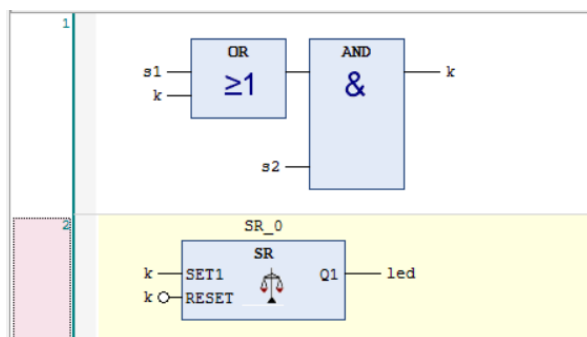 1
OR
AND
s1
k
≥1
&
k
s2
2
SR_0
SR
k
SET1
Q1
led
k
RESET